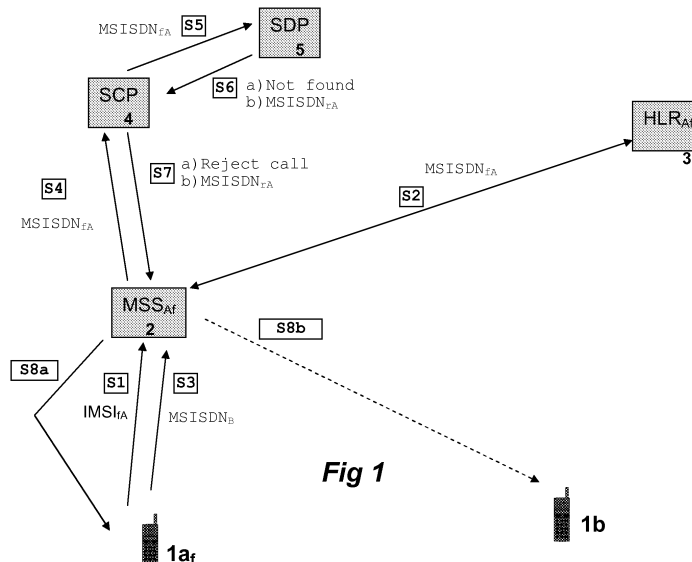 MSISDNfA S5
SDP
5
S6 a)Not found
b)MSISDNrA
SCP
4
HLRAf
3
S7 a)Reject call
b)MSISDNrA
S4
MSISDNfA
MSISDNfA
S2
MSSAf
2
S8b
S8a
S1
IMSIfA
S3
MSISDNB
Fig 1
1af
1b